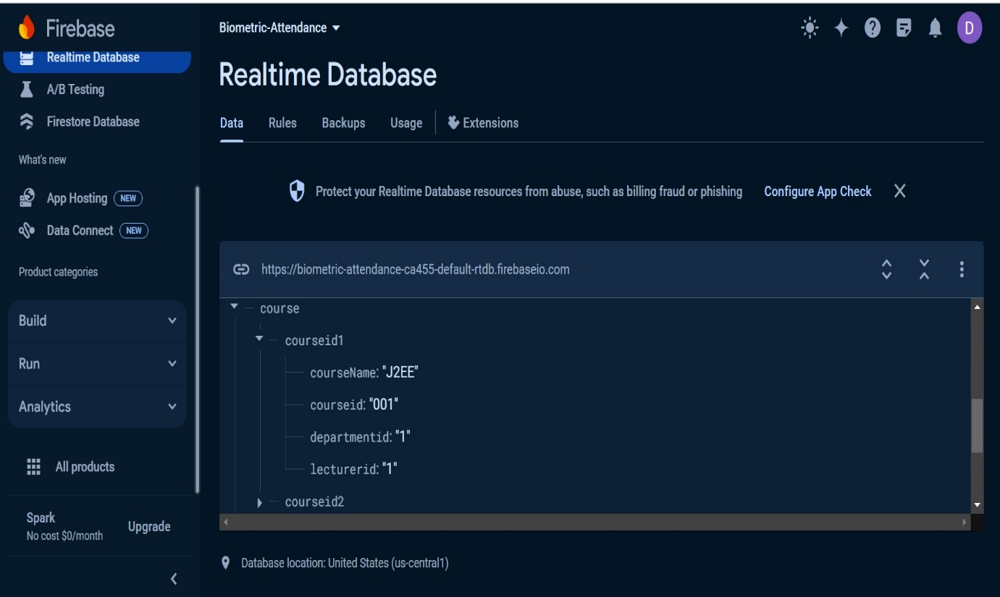 Firebase
Realtime Database
A/B Testing
Firestore Database
What's new
App Hosting NEW
Data Connect NEW
Product categories
Build
Run
Analytics
All products
Spark
No cost $0/month
Upgrade
Biometric-Attendance
D
Realtime Database
Data Rules Backups Usage Extensions
Protect your Realtime Database resources from abuse, such as billing fraud or phishing Configure App Check
https://biometric-attendance-ca455-default-rtdb.firebaseio.com
course
courseid1
courseName: "J2EE"
courseid: "001"
departmentid: "1"
lecturerid: "1"
courseid2
Database location: United States (us-central1)